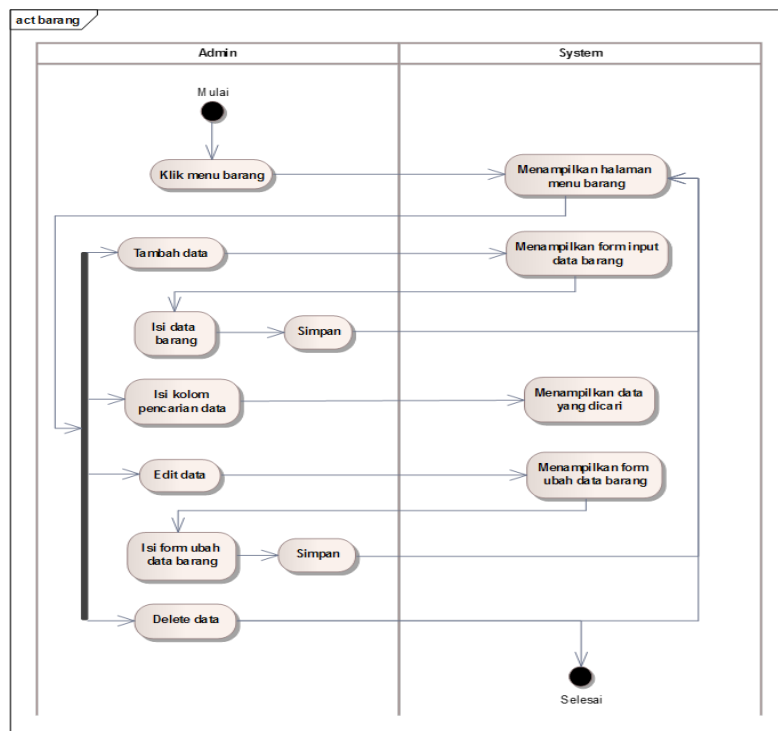 act barang
Admin
System
Mulai
Klik menu barang
Menampilkan halaman
menu barang
Tambah data
Menampilkan form input
data barang
Isi data
barang
Simpan
Isi kolom
pencarian data
Menampilkan data
yang dicari
Edit data
Menampilkan form
ubah data barang
Isi form ubah
data barang
Simpan
Delete data
Selesai